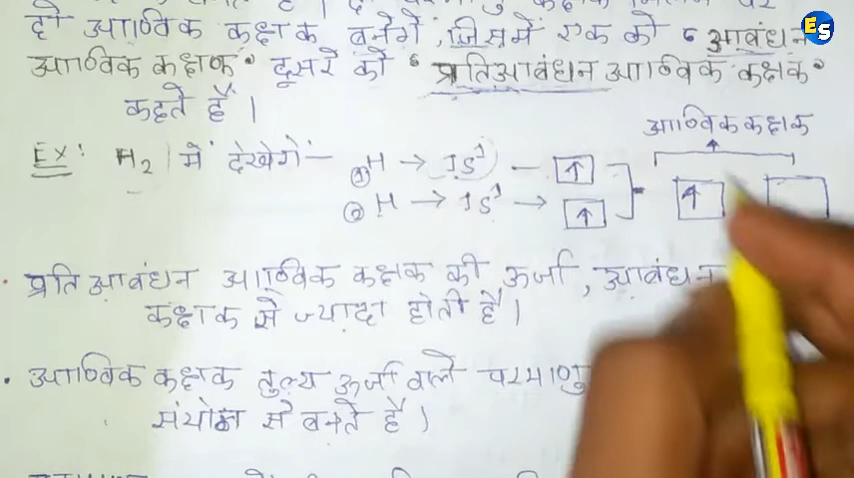 दो आण्विक कक्षक बनेगें, जिसमें एक को " आबंधन
आण्विक कक्षक" दूसरे को "प्रतिआबंधन आण्विक कक्षक"
कहते हैं।
आण्विक कक्षक
Ex: H2 में देखेगें— ① H → 1S¹ — ↑
② H → 1S¹ → ↑ ↑
• प्रति आबंधन आण्विक कक्षक की ऊर्जा, आबंधन
कक्षक से ज्यादा होती है।
• आण्विक कक्षक तुल्य ऊर्जा वाले परमाणु
संयोजन से बनते हैं।
ES